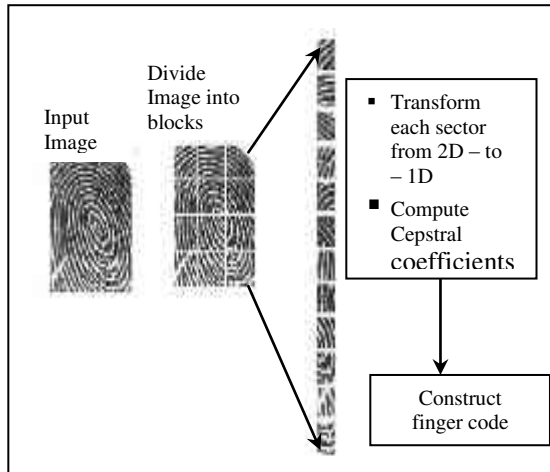 Input
Image
Divide
Image into
blocks
▪ Transform
each sector
from 2D – to
– 1D
▪ Compute
Cepstral
coefficients
Construct
finger code